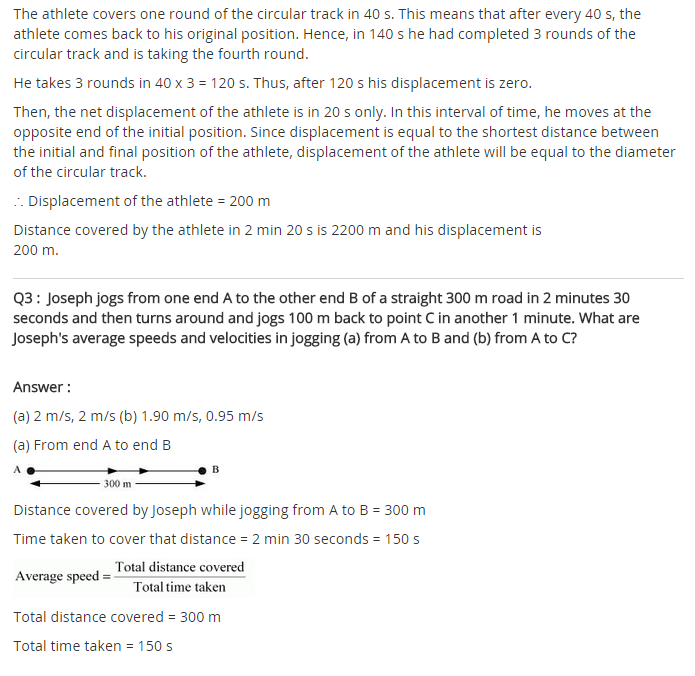 The athlete covers one round of the circular track in 40 s. This means that after every 40 s, the
athlete comes back to his original position. Hence, in 140 s he had completed 3 rounds of the
circular track and is taking the fourth round.
He takes 3 rounds in 40 x 3 = 120 s. Thus, after 120 s his displacement is zero.
Then, the net displacement of the athlete is in 20 s only. In this interval of time, he moves at the
opposite end of the initial position. Since displacement is equal to the shortest distance between
the initial and final position of the athlete, displacement of the athlete will be equal to the diameter
of the circular track.
∴ Displacement of the athlete = 200 m
Distance covered by the athlete in 2 min 20 s is 2200 m and his displacement is
200 m.
Q3 : Joseph jogs from one end A to the other end B of a straight 300 m road in 2 minutes 30
seconds and then turns around and jogs 100 m back to point C in another 1 minute. What are
Joseph's average speeds and velocities in jogging (a) from A to B and (b) from A to C?
Answer :
(a) 2 m/s, 2 m/s (b) 1.90 m/s, 0.95 m/s
(a) From end A to end B
A B
300 m
Distance covered by Joseph while jogging from A to B = 300 m
Time taken to cover that distance = 2 min 30 seconds = 150 s
Average speed = Total distance covered
Total time taken
Total distance covered = 300 m
Total time taken = 150 s